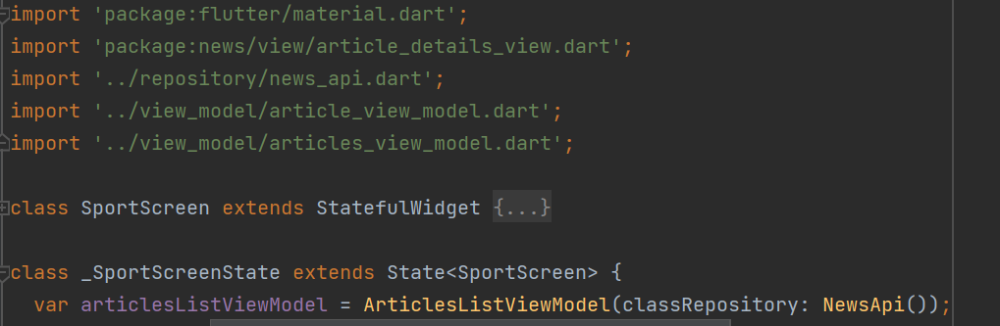 import 'package:flutter/material.dart';
import 'package:news/view/article_details_view.dart';
import '../repository/news_api.dart';
import '../view_model/article_view_model.dart';
import '../view_model/articles_view_model.dart';
class SportScreen extends StatefulWidget {...}
class _SportScreenState extends State<SportScreen> {
var articlesListViewModel = ArticlesListViewModel(classRepository: NewsApi());